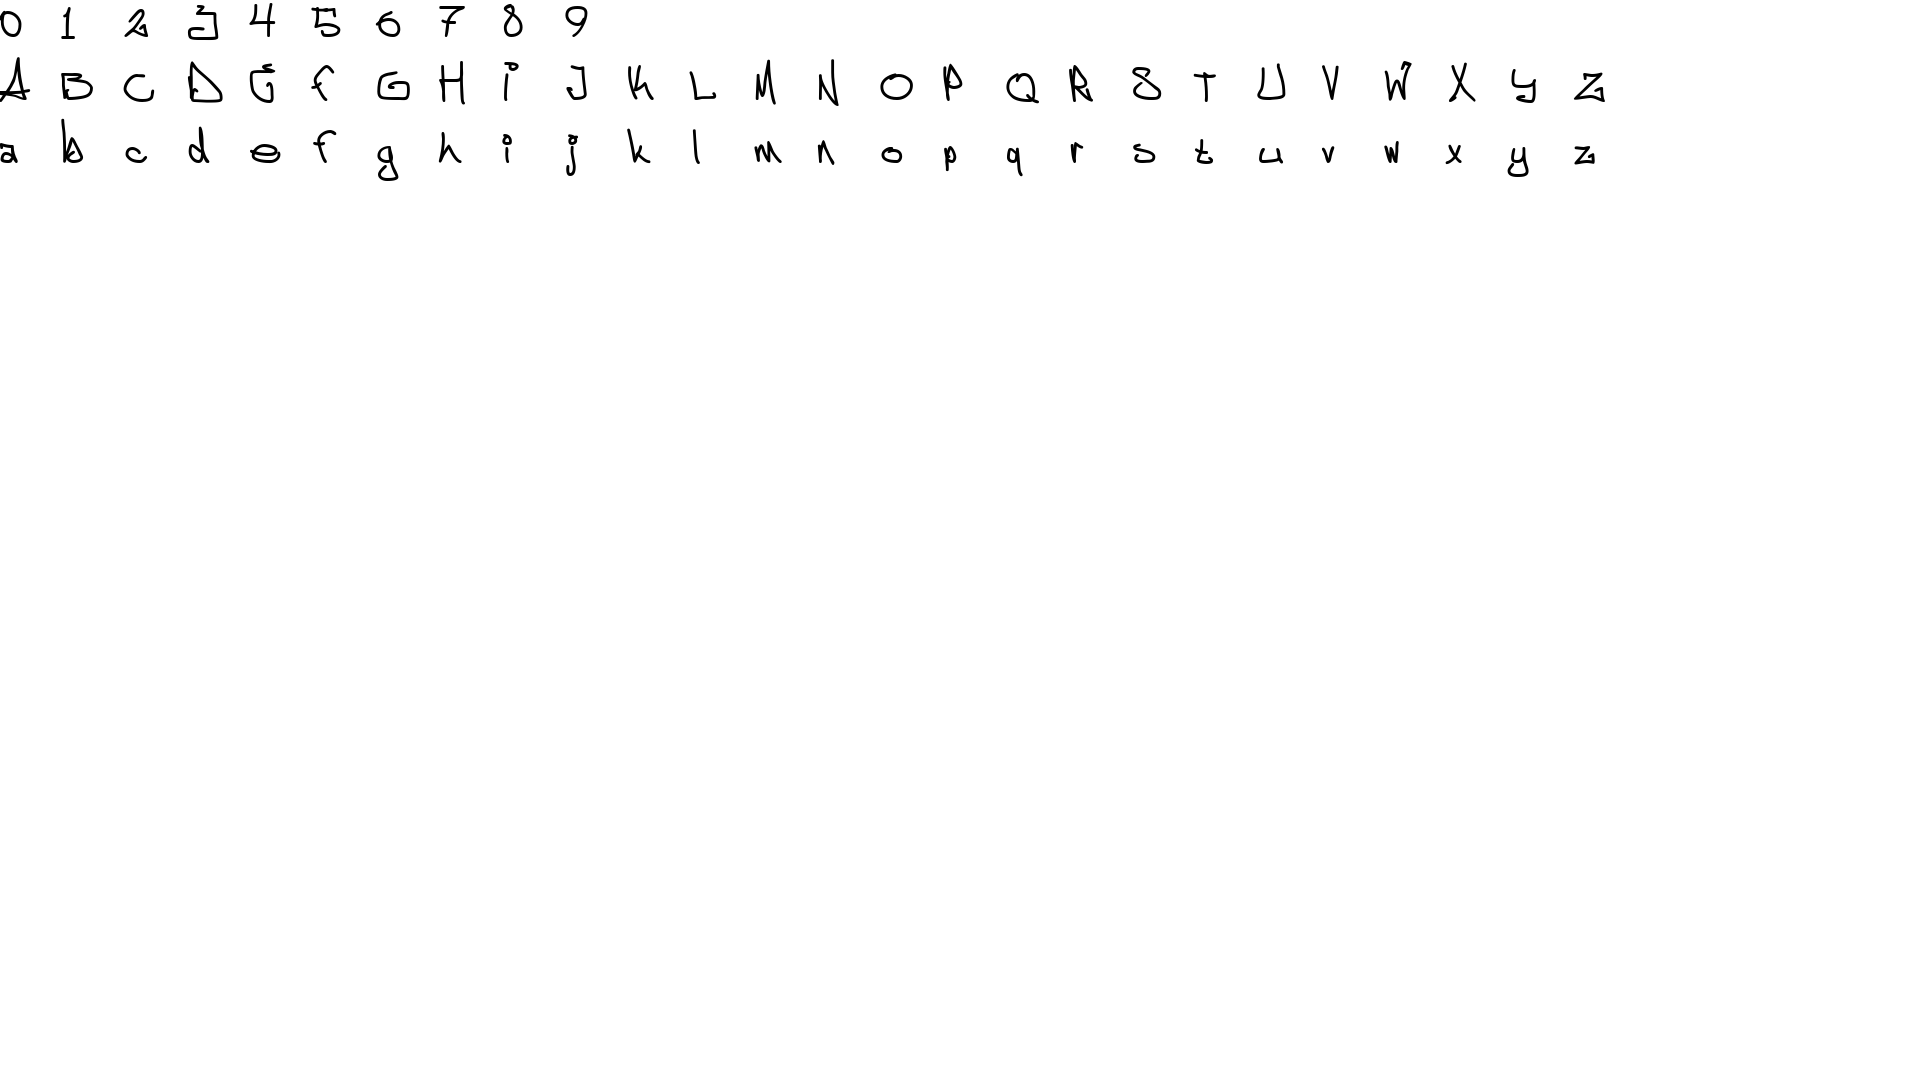 0 1 2 3 4 5 6 7 8 9
A B C D E f G H i J K L M N O P Q R S T U V W X y Z
a b c d e f g h i j k l m n o p q r s t u v w x y z